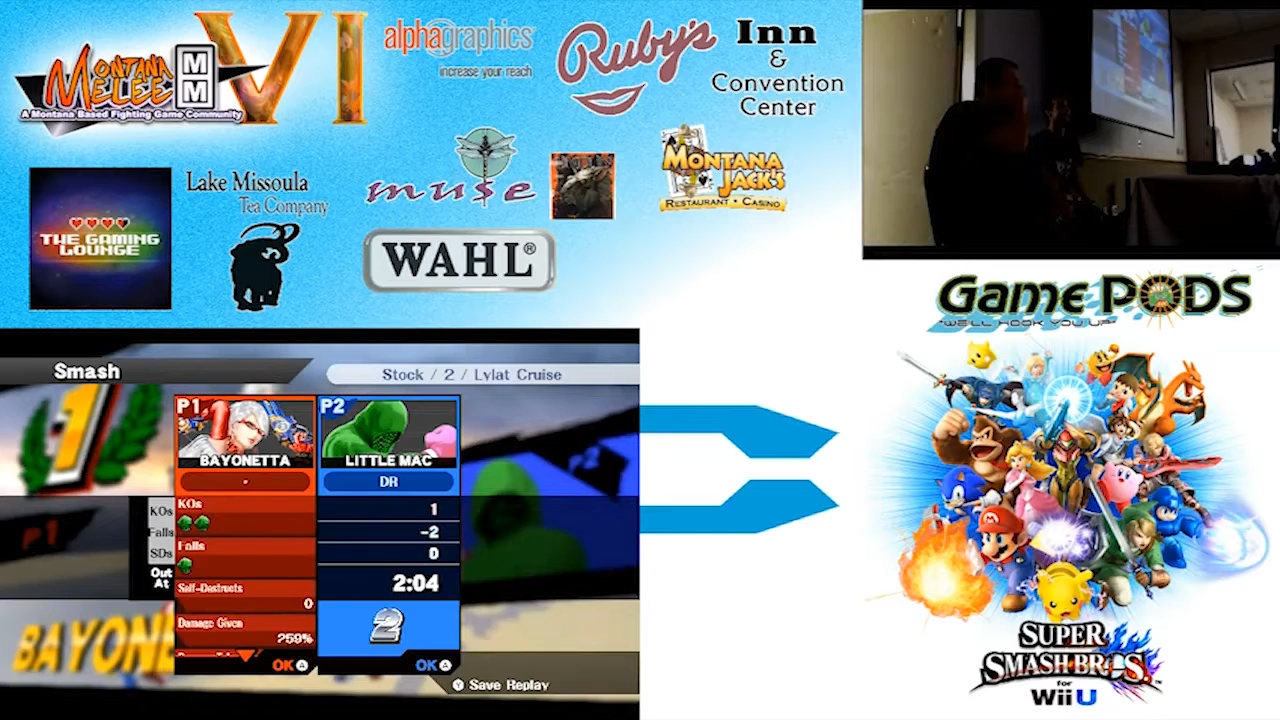 MONTANA
MELEE
MM
VI
A Montana Based Fighting Game Community
alphagraphics
increase your reach
Ruby's
Inn
&
Convention
Center
THE GAMING
LOUNGE
Lake Missoula
Tea Company
muse
MONTANA
JACK'S
RESTAURANT • CASINO
WAHL®
GAME PODS
"WE'LL HOOK YOU UP"
Smash
Stock / 2 / Lylat Cruise
1
P1
BAYONETTA
.
KOs
Falls
Self-Destructs
0
Damage Given
259%
OK A
P2
LITTLE MAC
DR
KOs
1
Falls
-2
SDs
0
Out
At
2:04
2
OK A
P1
BAYONE
Y Save Replay
SUPER
SMASH BROS.™
for
Wii U